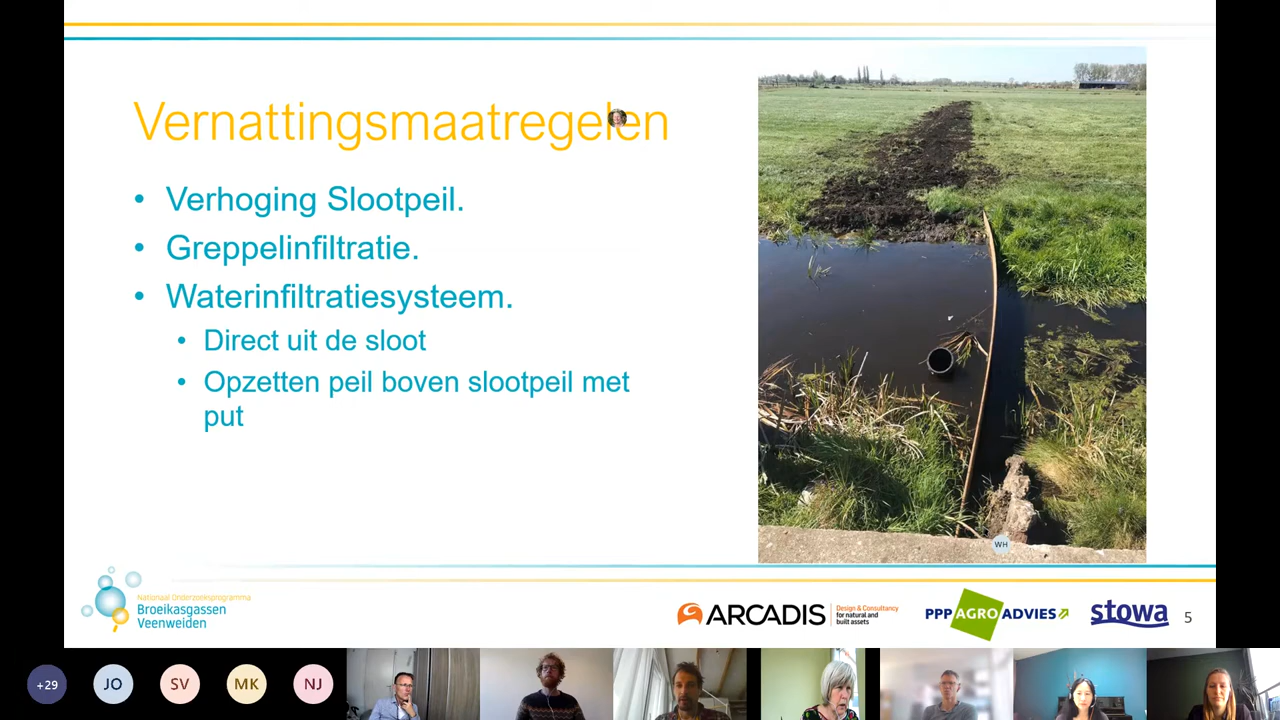 Vernattingsmaatregelen
• Verhoging Slootpeil.
• Greppelinfiltratie.
• Waterinfiltratiesysteem.
• Direct uit de sloot
• Opzetten peil boven slootpeil met
put
WH
Nationaal Onderzoeksprogramma
Broeikasgassen
Veenweiden
ARCADIS
Design & Consultancy
for natural and
built assets
PPP AGRO ADVIES
stowa
5
+29
JO
SV
MK
NJ